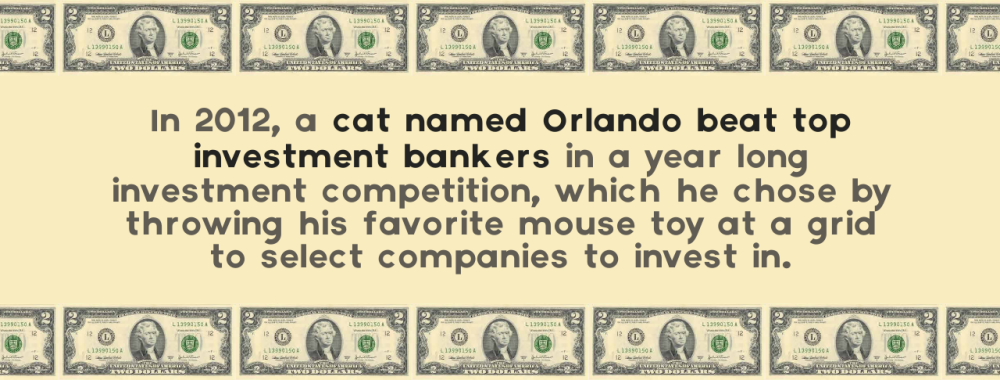 In 2012, a cat named Orlando beat top
investment bankers in a year long
investment competition, which he chose by
throwing his favorite mouse toy at a grid
to select companies to invest in.